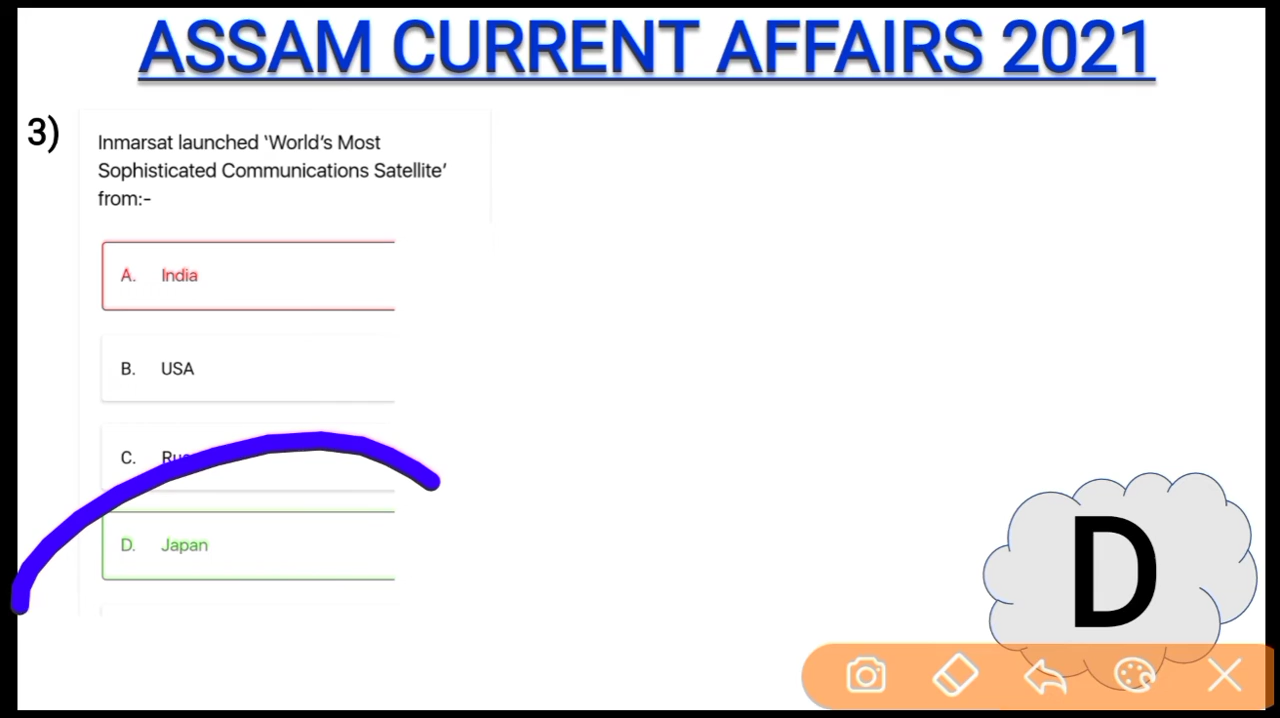 ASSAM CURRENT AFFAIRS 2021
3)
Inmarsat launched ‘World’s Most
Sophisticated Communications Satellite’
from:-
A. India
B. USA
C.
D. Japan
D